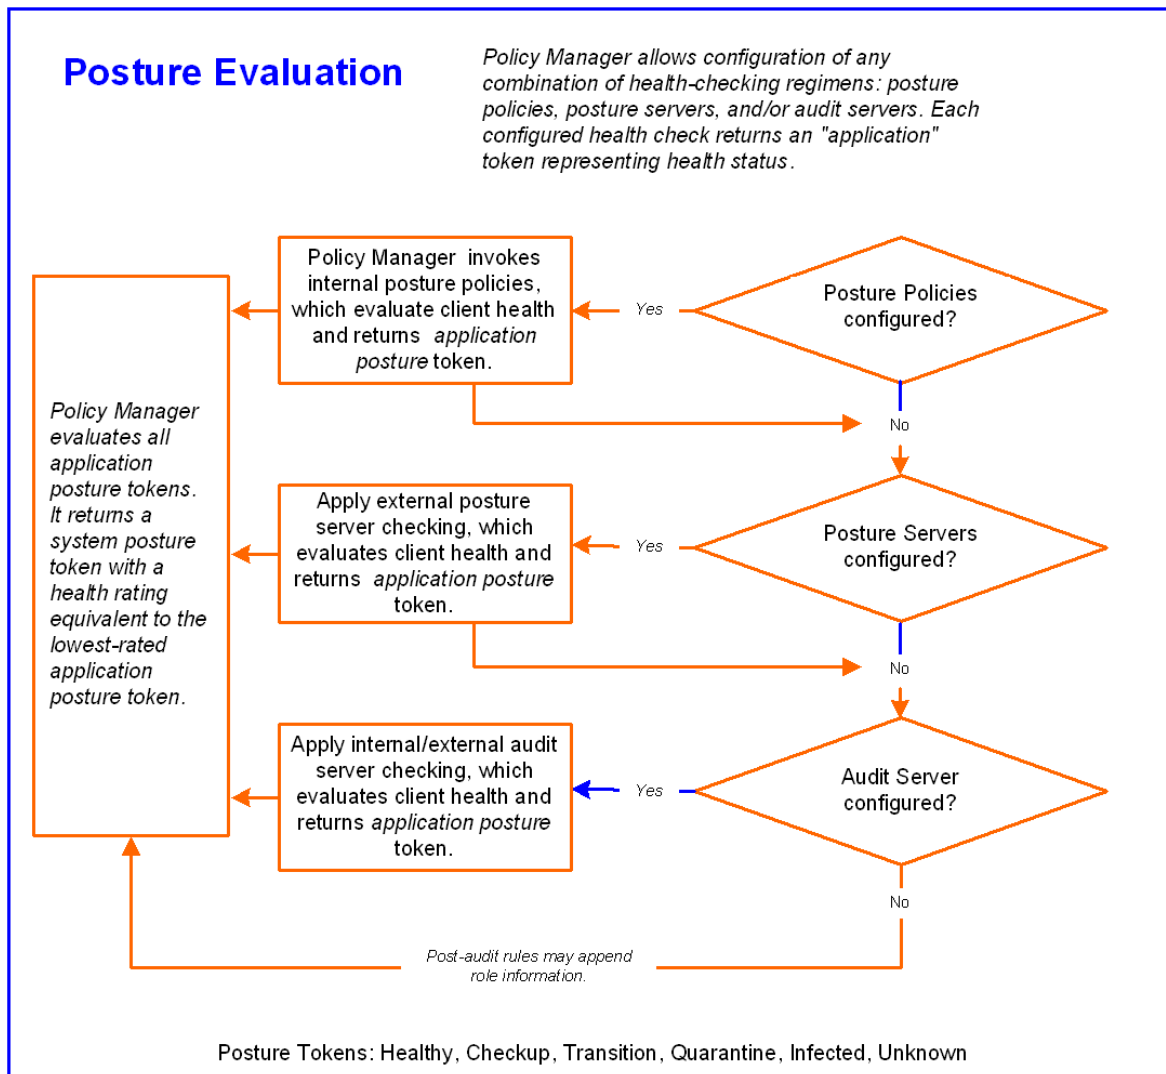 Posture Evaluation
Policy Manager allows configuration of any
combination of health-checking regimens: posture
policies, posture servers, and/or audit servers. Each
configured health check returns an "application"
token representing health status.
Policy Manager invokes
internal posture policies,
which evaluate client health
and returns application
posture token.
Yes
Posture Policies
configured?
No
Policy Manager
evaluates all
application
posture tokens.
It returns a
system posture
token with a
health rating
equivalent to the
lowest-rated
application
posture token.
Apply external posture
server checking, which
evaluates client health and
returns application posture
token.
Yes
Posture Servers
configured?
No
Apply internal/external audit
server checking, which
evaluates client health and
returns application posture
token.
Yes
Audit Server
configured?
No
Post-audit rules may append
role information.
Posture Tokens: Healthy, Checkup, Transition, Quarantine, Infected, Unknown